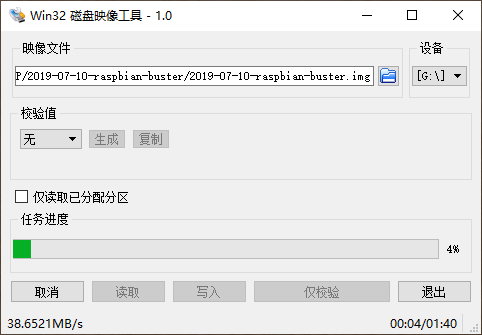 Win32 磁盘映像工具 - 1.0
映像文件
设备
P/2019-07-10-raspbian-buster/2019-07-10-raspbian-buster.img
[G:\]
校验值
无
生成
复制
仅读取已分配分区
任务进度
4%
取消
读取
写入
仅校验
退出
38.6521MB/s
00:04/01:40